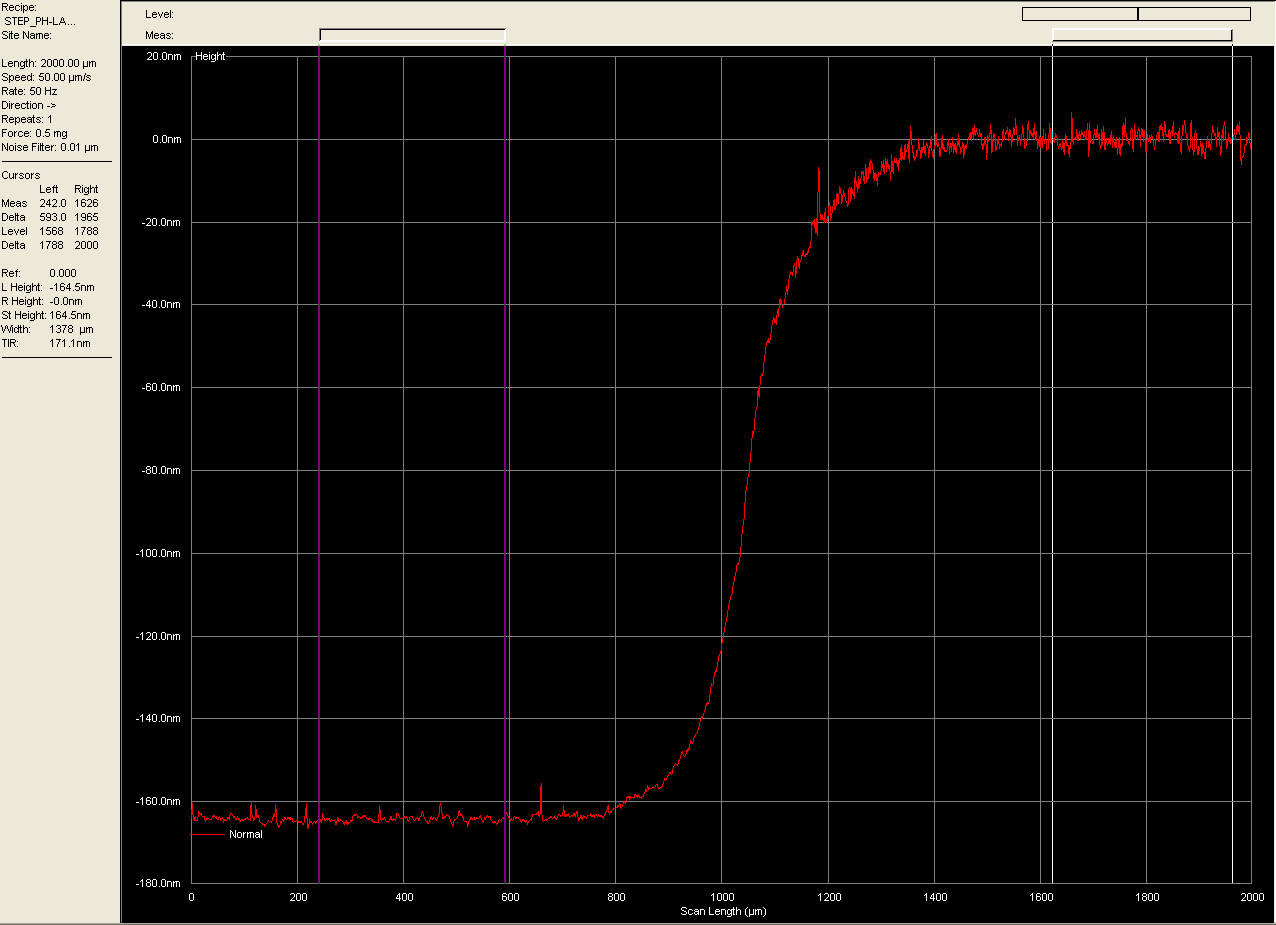 Recipe:
STEP_PH-LA...
Site Name:
Length: 2000.00 µm
Speed: 50.00 µm/s
Rate: 50 Hz
Direction ->
Repeats: 1
Force: 0.5 mg
Noise Filter: 0.01 µm
Cursors
Left Right
Meas 242.0 1626
Delta 593.0 1965
Level 1568 1788
Delta 1788 2000
Ref: 0.000
L Height: -164.5nm
R Height: -0.0nm
St Height: 164.5nm
Width: 1378 µm
TIR: 171.1nm
Level:
Meas:
Height
20.0nm
0.0nm
-20.0nm
-40.0nm
-60.0nm
-80.0nm
-100.0nm
-120.0nm
-140.0nm
-160.0nm
Normal
-180.0nm
0 200 400 600 800 1000 1200 1400 1600 1800 2000
Scan Length (µm)